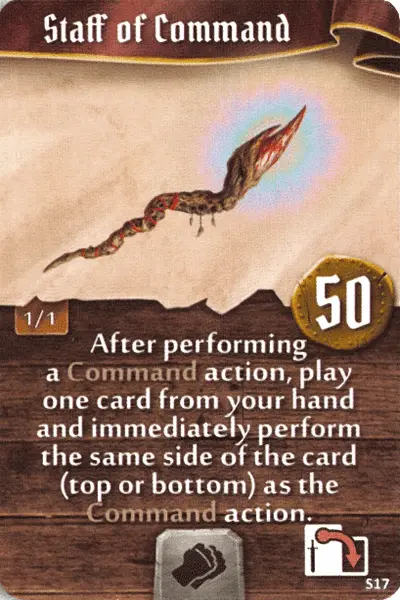 Staff of Command
50
1/1
After performing
a Command action, play
one card from your hand
and immediately perform
the same side of the card
(top or bottom) as the
Command action.
S17